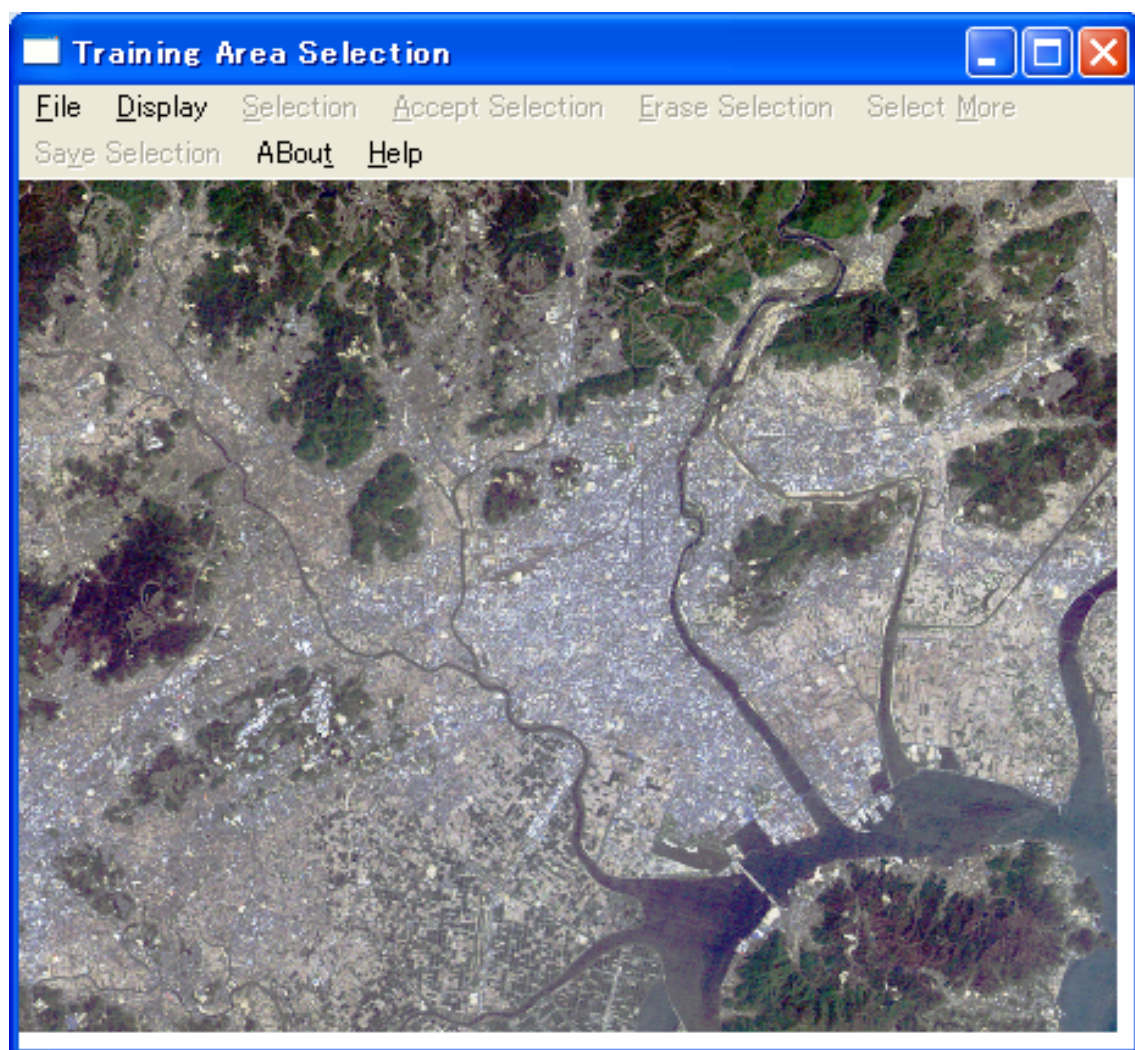 Training Area Selection
File Display Selection Accept Selection Erase Selection Select More
Save Selection ABout Help